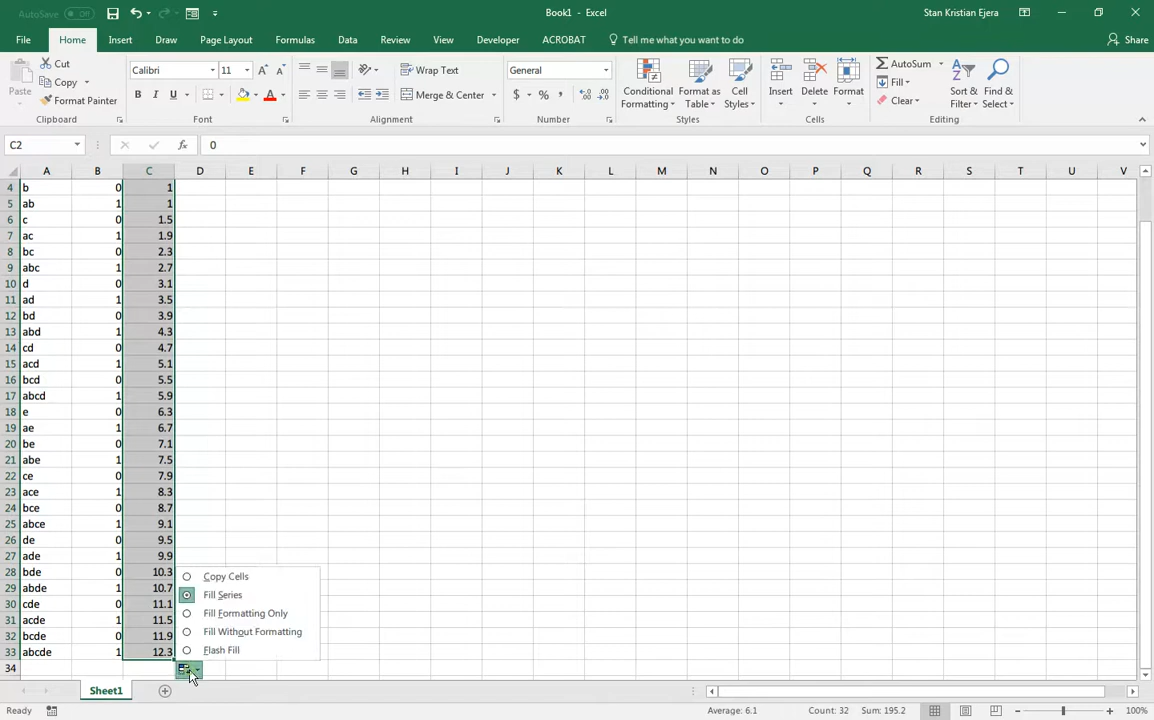 AutoSave Off
Book1 - Excel
Stan Kristian Ejera
File Home Insert Draw Page Layout Formulas Data Review View Developer ACROBAT Tell me what you want to do Share
Paste
Cut
Copy
Format Painter
Clipboard
Calibri 11
B I U
Font
Wrap Text
Merge & Center
Alignment
General
$ % ,
Number
Conditional Formatting
Format as Table
Cell Styles
Styles
Insert Delete Format
Cells
AutoSum
Fill
Clear
Sort & Filter
Find & Select
Editing
C2 fx 0
A B C D E F G H I J K L M N O P Q R S T U V
4 b 0 1
5 ab 1 1
6 c 0 1.5
7 ac 1 1.9
8 bc 0 2.3
9 abc 1 2.7
10 d 0 3.1
11 ad 1 3.5
12 bd 0 3.9
13 abd 1 4.3
14 cd 0 4.7
15 acd 1 5.1
16 bcd 0 5.5
17 abcd 1 5.9
18 e 0 6.3
19 ae 1 6.7
20 be 0 7.1
21 abe 1 7.5
22 ce 0 7.9
23 ace 1 8.3
24 bce 0 8.7
25 abce 1 9.1
26 de 0 9.5
27 ade 1 9.9
28 bde 0 10.3
29 abde 1 10.7
30 cde 0 11.1
31 acde 1 11.5
32 bcde 0 11.9
33 abcde 1 12.3
34
Copy Cells
Fill Series
Fill Formatting Only
Fill Without Formatting
Flash Fill
Sheet1
Ready
Average: 6.1 Count: 32 Sum: 195.2
100%